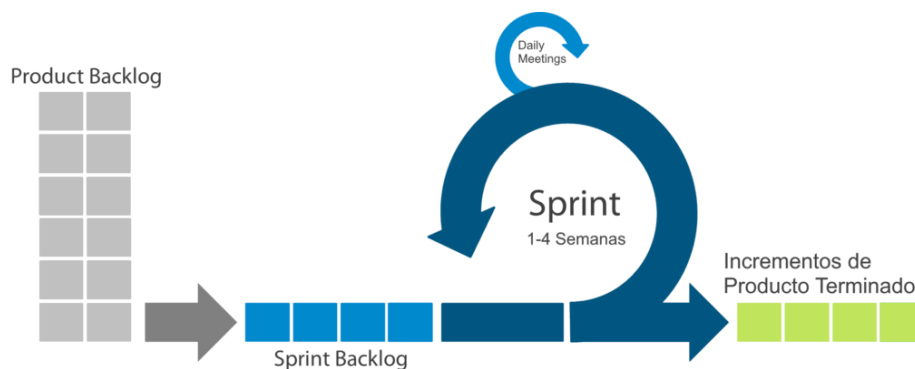 Daily
Meetings
Product Backlog
Sprint
1-4 Semanas
Incrementos de
Producto Terminado
Sprint Backlog